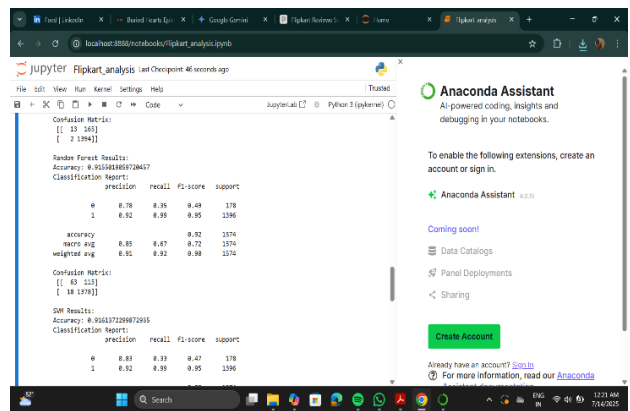 Feed | LinkedIn
Buried Hearts Epis
Google Gemini
Flipkart Reviews Se
Home
Flipkart_analysis
localhost:8888/notebooks/Flipkart_analysis.ipynb
jupyter Flipkart_analysis Last Checkpoint: 46 seconds ago
File Edit View Run Kernel Settings Help
Trusted
Code
JupyterLab
Python 3 (ipykernel)
Confusion Matrix:
[[ 13 165]
[ 2 1394]]
Random Forest Results:
Accuracy: 0.9155019059720457
Classification Report:
precision recall f1-score support
0 0.78 0.35 0.49 178
1 0.92 0.99 0.95 1396
accuracy 0.92 1574
macro avg 0.85 0.67 0.72 1574
weighted avg 0.91 0.92 0.90 1574
Confusion Matrix:
[[ 63 115]
[ 18 1378]]
SVM Results:
Accuracy: 0.9161372299872935
Classification Report:
precision recall f1-score support
0 0.83 0.33 0.47 178
1 0.92 0.99 0.95 1396
Anaconda Assistant
AI-powered coding, insights and
debugging in your notebooks.
To enable the following extensions, create an
account or sign in.
Anaconda Assistant
Coming soon!
Data Catalogs
Panel Deployments
Sharing
Create Account
Already have an account? Sign In
For more information, read our Anaconda
Assistant documentation
82°
Search
ENG
IN
12:21 AM
7/14/2025